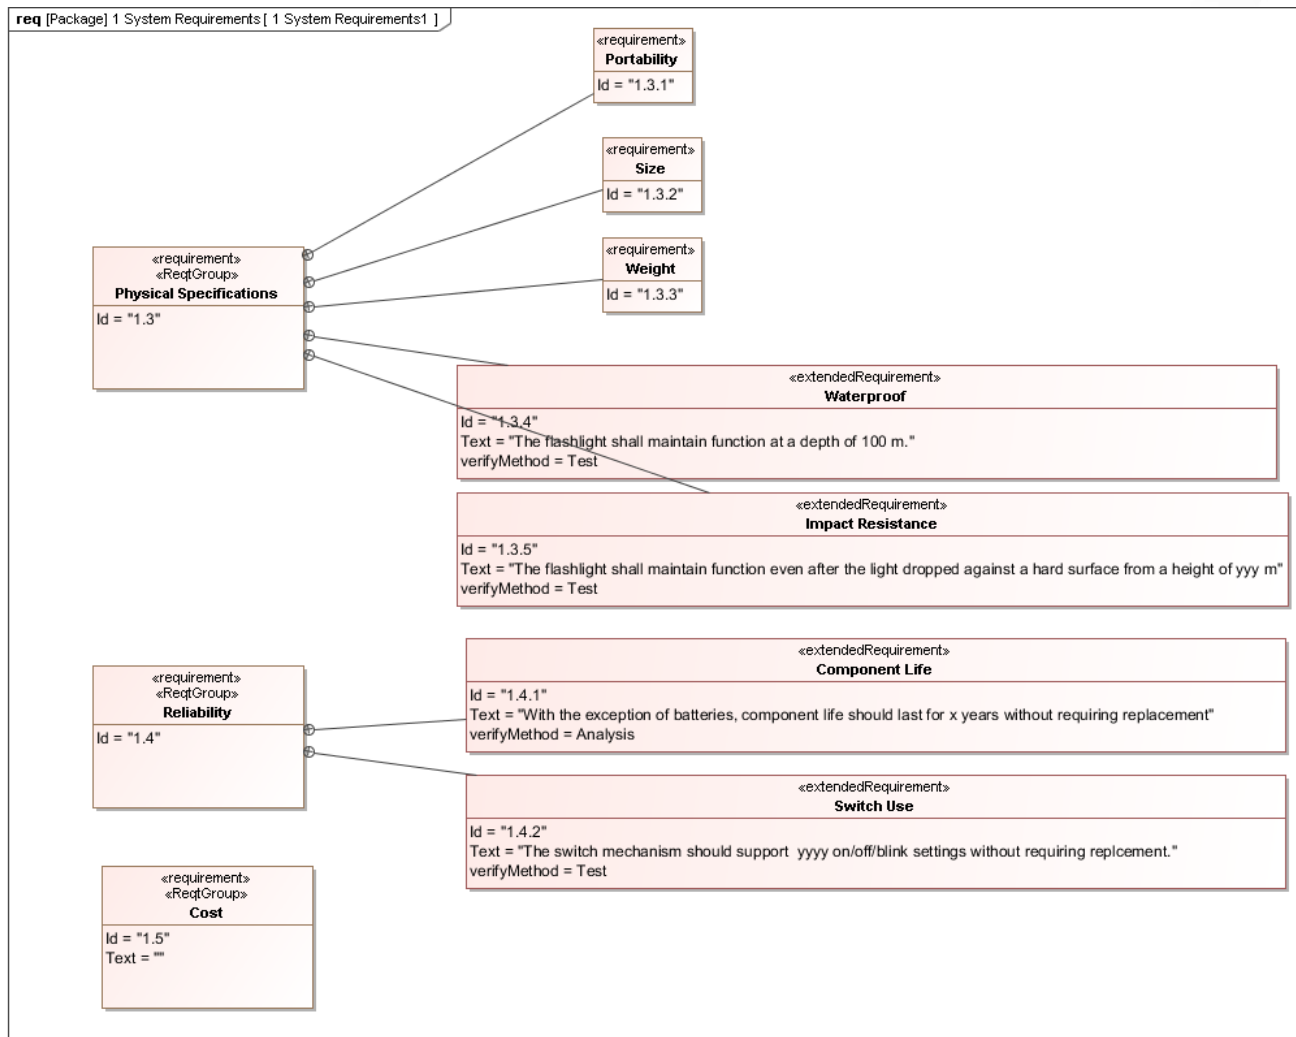 req [Package] 1 System Requirements [ 1 System Requirements1 ]
«requirement»
Portability
Id = "1.3.1"
«requirement»
Size
Id = "1.3.2"
«requirement»
Weight
Id = "1.3.3"
«requirement»
«ReqtGroup»
Physical Specifications
Id = "1.3"
«extendedRequirement»
Waterproof
Id = "1.3.4"
Text = "The flashlight shall maintain function at a depth of 100 m."
verifyMethod = Test
«extendedRequirement»
Impact Resistance
Id = "1.3.5"
Text = "The flashlight shall maintain function even after the light dropped against a hard surface from a height of yyy m"
verifyMethod = Test
«requirement»
«ReqtGroup»
Reliability
Id = "1.4"
«extendedRequirement»
Component Life
Id = "1.4.1"
Text = "With the exception of batteries, component life should last for x years without requiring replacement"
verifyMethod = Analysis
«extendedRequirement»
Switch Use
Id = "1.4.2"
Text = "The switch mechanism should support  yyyy on/off/blink settings without requiring replcement."
verifyMethod = Test
«requirement»
«ReqtGroup»
Cost
Id = "1.5"
Text = ""